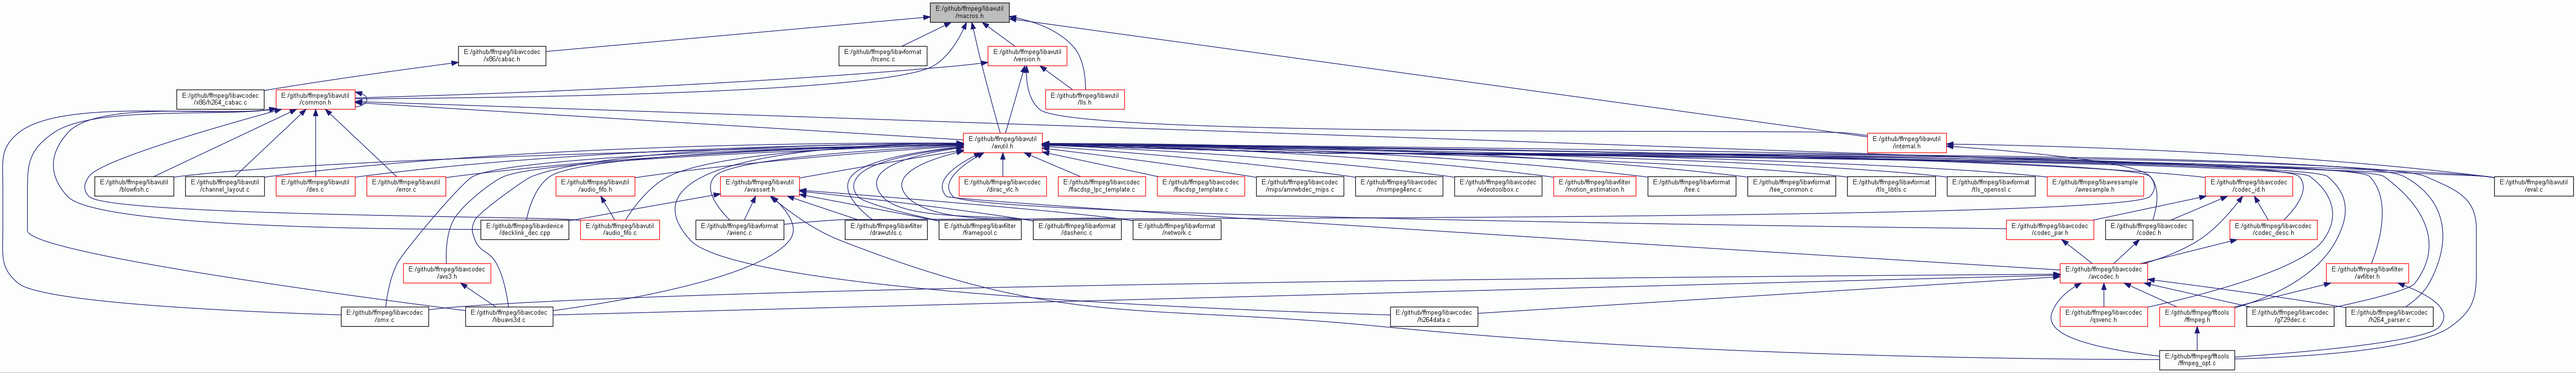 E:/github/ffmpeg/libavutil
/macros.h
E:/github/ffmpeg/libavcodec
/x86/cabac.h
E:/github/ffmpeg/libavformat
/lrcenc.c
E:/github/ffmpeg/libavutil
/version.h
E:/github/ffmpeg/libavcodec
/x86/h264_cabac.c
E:/github/ffmpeg/libavutil
/common.h
E:/github/ffmpeg/libavutil
/lls.h
E:/github/ffmpeg/libavutil
/avutil.h
E:/github/ffmpeg/libavutil
/internal.h
E:/github/ffmpeg/libavutil
/blowfish.c
E:/github/ffmpeg/libavutil
/channel_layout.c
E:/github/ffmpeg/libavutil
/des.c
E:/github/ffmpeg/libavutil
/error.c
E:/github/ffmpeg/libavutil
/audio_fifo.h
E:/github/ffmpeg/libavutil
/avassert.h
E:/github/ffmpeg/libavcodec
/dirac_vlc.h
E:/github/ffmpeg/libavcodec
/flacdsp_lpc_template.c
E:/github/ffmpeg/libavcodec
/flacdsp_template.c
E:/github/ffmpeg/libavcodec
/mips/amrwbdec_mips.c
E:/github/ffmpeg/libavcodec
/msmpeg4enc.c
E:/github/ffmpeg/libavcodec
/videotoolbox.c
E:/github/ffmpeg/libavfilter
/motion_estimation.h
E:/github/ffmpeg/libavformat
/tee.c
E:/github/ffmpeg/libavformat
/tee_common.c
E:/github/ffmpeg/libavformat
/tls_libtls.c
E:/github/ffmpeg/libavformat
/tls_openssl.c
E:/github/ffmpeg/libavresample
/avresample.h
E:/github/ffmpeg/libavcodec
/codec_id.h
E:/github/ffmpeg/libavutil
/eval.c
E:/github/ffmpeg/libavdevice
/decklink_dec.cpp
E:/github/ffmpeg/libavutil
/audio_fifo.c
E:/github/ffmpeg/libavformat
/avienc.c
E:/github/ffmpeg/libavfilter
/drawutils.c
E:/github/ffmpeg/libavfilter
/framepool.c
E:/github/ffmpeg/libavformat
/dashenc.c
E:/github/ffmpeg/libavformat
/network.c
E:/github/ffmpeg/libavcodec
/codec_par.h
E:/github/ffmpeg/libavcodec
/codec.h
E:/github/ffmpeg/libavcodec
/codec_desc.h
E:/github/ffmpeg/libavcodec
/avs3.h
E:/github/ffmpeg/libavcodec
/avcodec.h
E:/github/ffmpeg/libavfilter
/avfilter.h
E:/github/ffmpeg/libavcodec
/omx.c
E:/github/ffmpeg/libavcodec
/libuavs3d.c
E:/github/ffmpeg/libavcodec
/h264data.c
E:/github/ffmpeg/libavcodec
/qsvenc.h
E:/github/ffmpeg/fftools
/ffmpeg.h
E:/github/ffmpeg/libavcodec
/g729dec.c
E:/github/ffmpeg/libavcodec
/h264_parser.c
E:/github/ffmpeg/fftools
/ffmpeg_opt.c